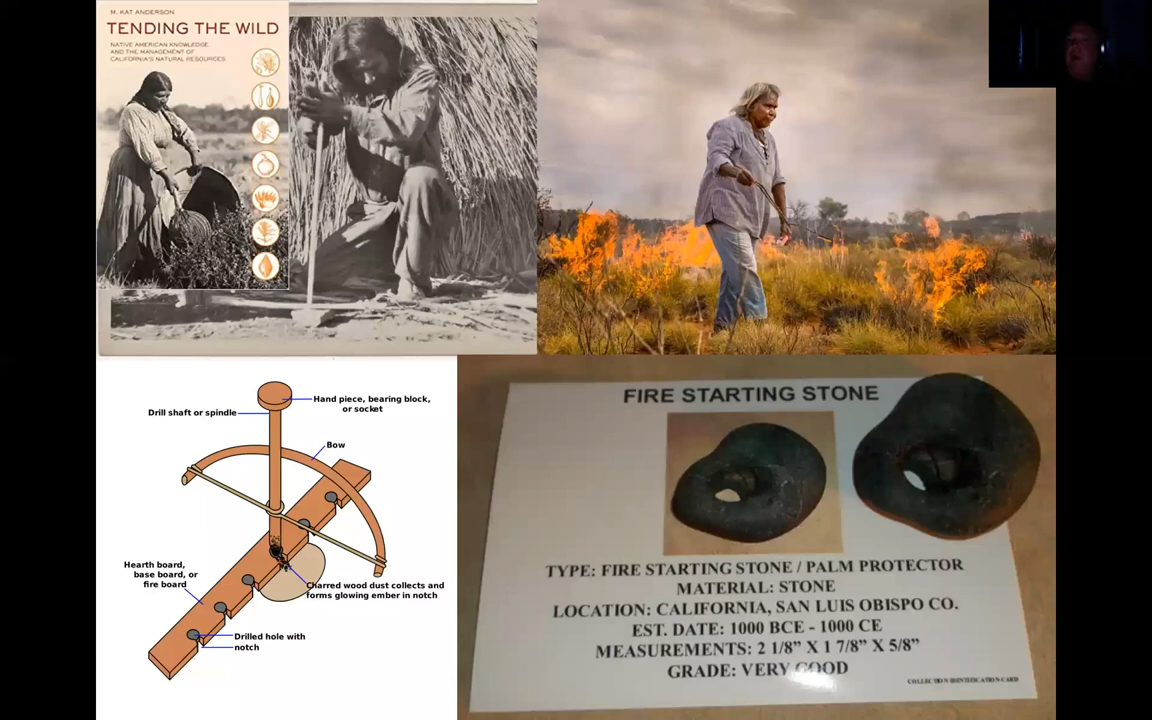 M. KAT ANDERSON
TENDING THE WILD
NATIVE AMERICAN KNOWLEDGE
AND THE MANAGEMENT OF
CALIFORNIA'S NATURAL RESOURCES
Hand piece, bearing block,
or socket
Drill shaft or spindle
Bow
Hearth board,
base board, or
fire board
Charred wood dust collects and
forms glowing ember in notch
Drilled hole with
notch
FIRE STARTING STONE
TYPE: FIRE STARTING STONE / PALM PROTECTOR
MATERIAL: STONE
LOCATION: CALIFORNIA, SAN LUIS OBISPO CO.
EST. DATE: 1000 BCE - 1000 CE
MEASUREMENTS: 2 1/8” X 1 7/8” X 5/8”
GRADE: VERY GOOD
COLLECTION IDENTIFICATION CARD